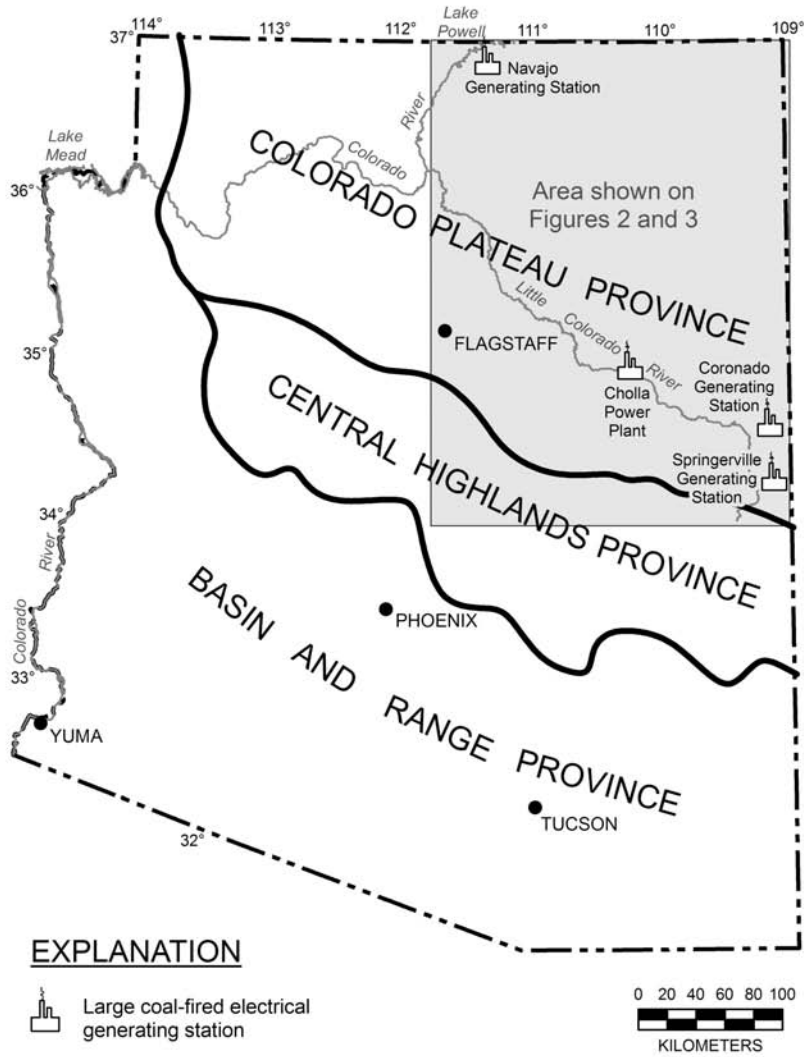 114°
113°
112°
Lake
Powell
111°
110°
109°
37°
Navajo
Generating Station
River
Colorado
Lake
Mead
36°
COLORADO PLATEAU PROVINCE
Area shown on
Figures 2 and 3
Little Colorado River
35°
FLAGSTAFF
Cholla
Power
Plant
Coronado
Generating
Station
Springerville
Generating
Station
CENTRAL HIGHLANDS PROVINCE
34°
River
Colorado
BASIN AND RANGE PROVINCE
PHOENIX
33°
YUMA
TUCSON
32°
EXPLANATION
Large coal-fired electrical
generating station
0 20 40 60 80 100
KILOMETERS